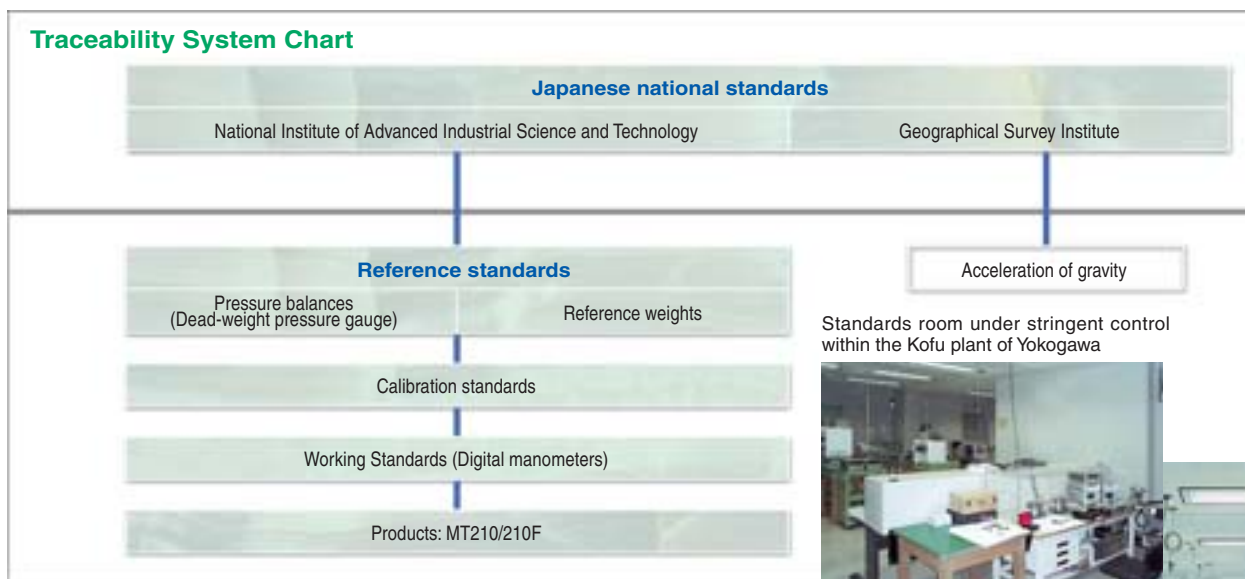 Traceability System Chart
Japanese national standards
National Institute of Advanced Industrial Science and Technology
Geographical Survey Institute
Reference standards
Pressure balances
(Dead-weight pressure gauge)
Reference weights
Acceleration of gravity
Calibration standards
Working Standards (Digital manometers)
Products: MT210/210F
Standards room under stringent control
within the Kofu plant of Yokogawa